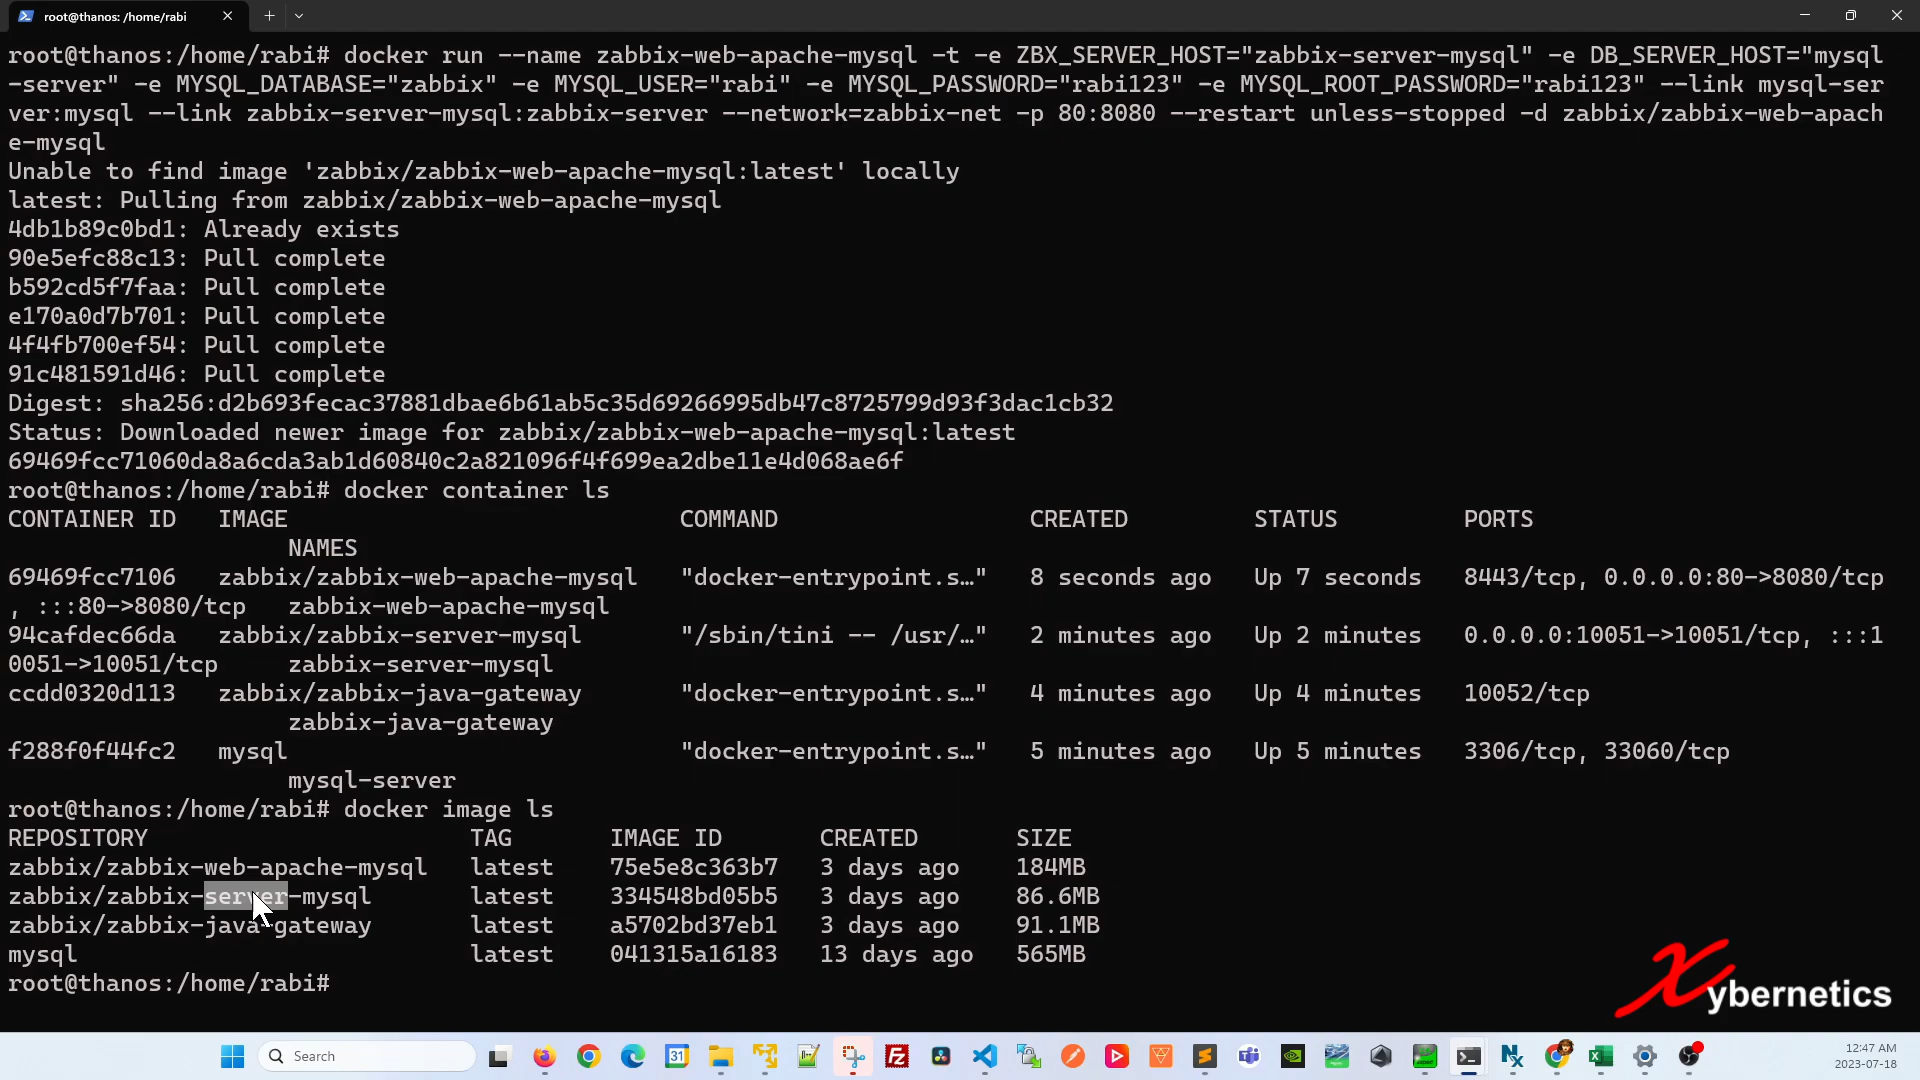 root@thanos: /home/rabi
root@thanos:/home/rabi# docker run --name zabbix-web-apache-mysql -t -e ZBX_SERVER_HOST="zabbix-server-mysql" -e DB_SERVER_HOST="mysql
-server" -e MYSQL_DATABASE="zabbix" -e MYSQL_USER="rabi" -e MYSQL_PASSWORD="rabi123" -e MYSQL_ROOT_PASSWORD="rabi123" --link mysql-ser
ver:mysql --link zabbix-server-mysql:zabbix-server --network=zabbix-net -p 80:8080 --restart unless-stopped -d zabbix/zabbix-web-apach
e-mysql
Unable to find image 'zabbix/zabbix-web-apache-mysql:latest' locally
latest: Pulling from zabbix/zabbix-web-apache-mysql
4db1b89c0bd1: Already exists
90e5efc88c13: Pull complete
b592cd5f7faa: Pull complete
e170a0d7b701: Pull complete
4f4fb700ef54: Pull complete
91c481591d46: Pull complete
Digest: sha256:d2b693fecac37881dbae6b61ab5c35d69266995db47c8725799d93f3dac1cb32
Status: Downloaded newer image for zabbix/zabbix-web-apache-mysql:latest
69469fcc71060da8a6cda3ab1d60840c2a821096f4f699ea2dbe11e4d068ae6f
root@thanos:/home/rabi# docker container ls
CONTAINER ID IMAGE COMMAND CREATED STATUS PORTS
NAMES
69469fcc7106 zabbix/zabbix-web-apache-mysql "docker-entrypoint.s…" 8 seconds ago Up 7 seconds 8443/tcp, 0.0.0.0:80->8080/tcp
, :::80->8080/tcp zabbix-web-apache-mysql
94cafdec66da zabbix/zabbix-server-mysql "/sbin/tini -- /usr/…" 2 minutes ago Up 2 minutes 0.0.0.0:10051->10051/tcp, :::1
0051->10051/tcp zabbix-server-mysql
ccdd0320d113 zabbix/zabbix-java-gateway "docker-entrypoint.s…" 4 minutes ago Up 4 minutes 10052/tcp
zabbix-java-gateway
f288f0f44fc2 mysql "docker-entrypoint.s…" 5 minutes ago Up 5 minutes 3306/tcp, 33060/tcp
mysql-server
root@thanos:/home/rabi# docker image ls
REPOSITORY TAG IMAGE ID CREATED SIZE
zabbix/zabbix-web-apache-mysql latest 75e5e8c363b7 3 days ago 184MB
zabbix/zabbix-server-mysql latest 334548bd05b5 3 days ago 86.6MB
zabbix/zabbix-java-gateway latest a5702bd37eb1 3 days ago 91.1MB
mysql latest 041315a16183 13 days ago 565MB
root@thanos:/home/rabi#
Xybernetics
Search
31
12:47 AM
2023-07-18